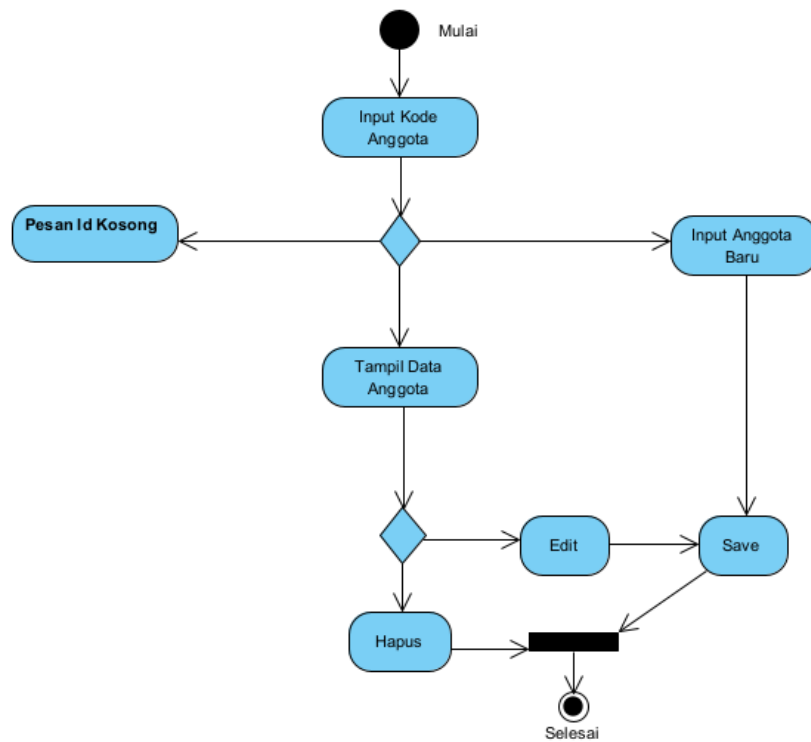 Mulai
Input Kode
Anggota
Pesan Id Kosong
Input Anggota
Baru
Tampil Data
Anggota
Edit
Save
Hapus
Selesai